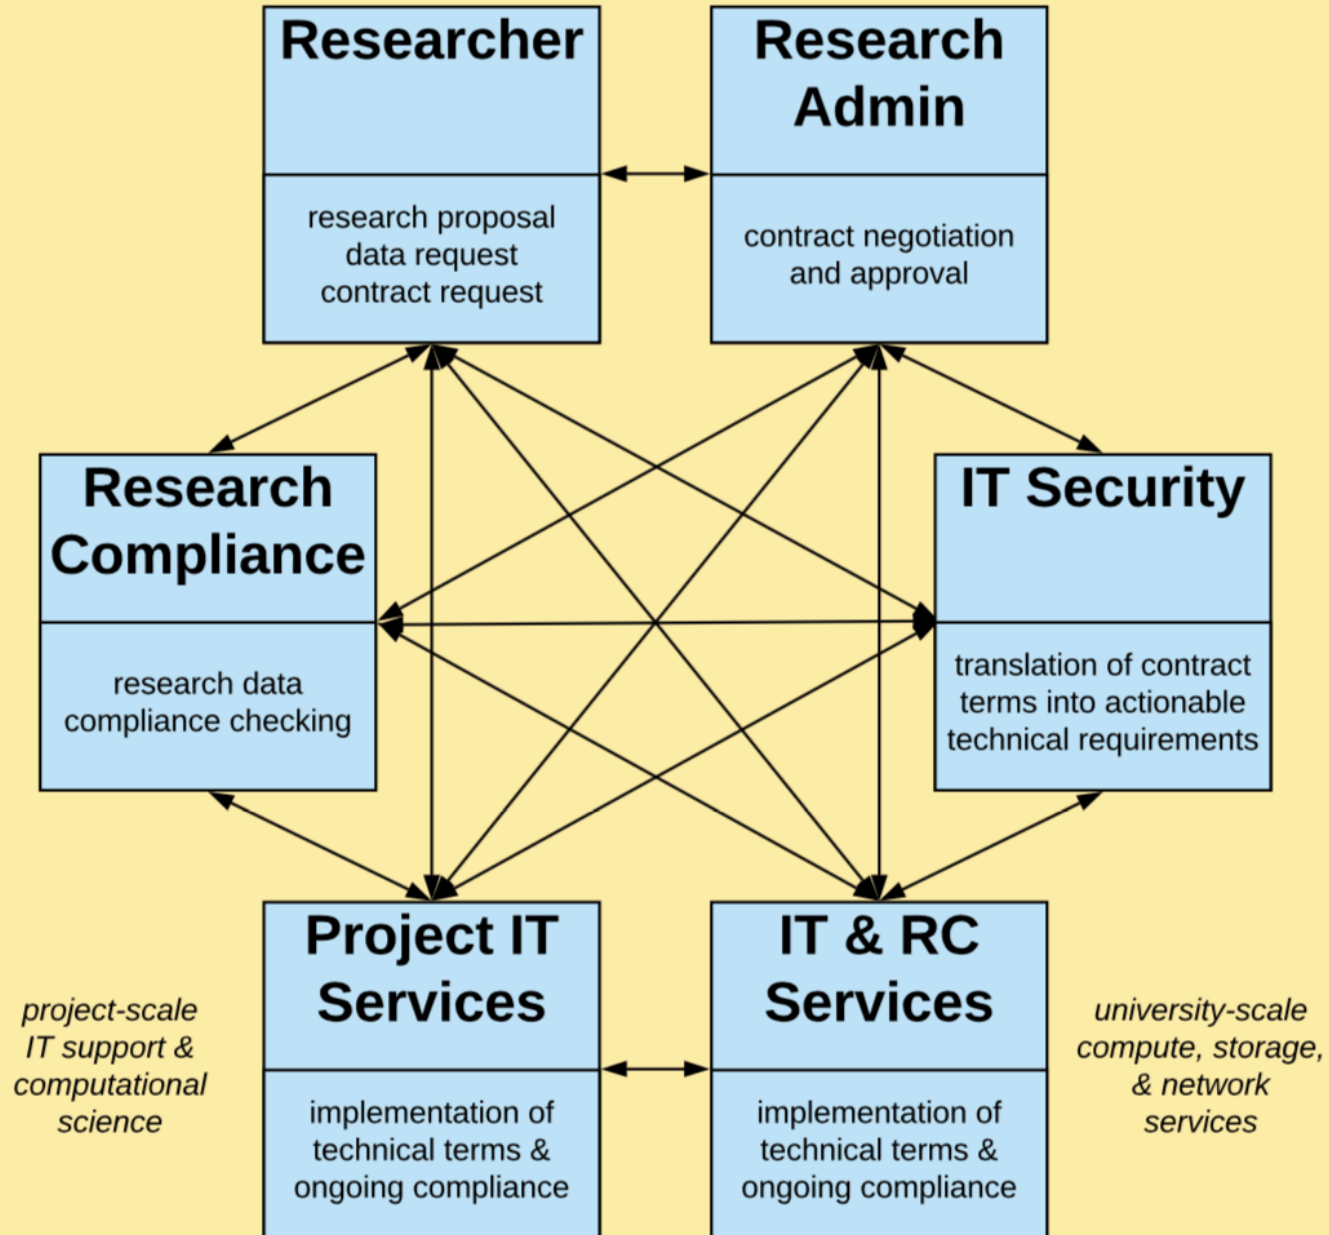 Researcher
research proposal
data request
contract request
Research
Admin
contract negotiation
and approval
Research
Compliance
research data
compliance checking
IT Security
translation of contract
terms into actionable
technical requirements
project-scale
IT support &
computational
science
Project IT
Services
implementation of
technical terms &
ongoing compliance
IT & RC
Services
implementation of
technical terms &
ongoing compliance
university-scale
compute, storage,
& network
services